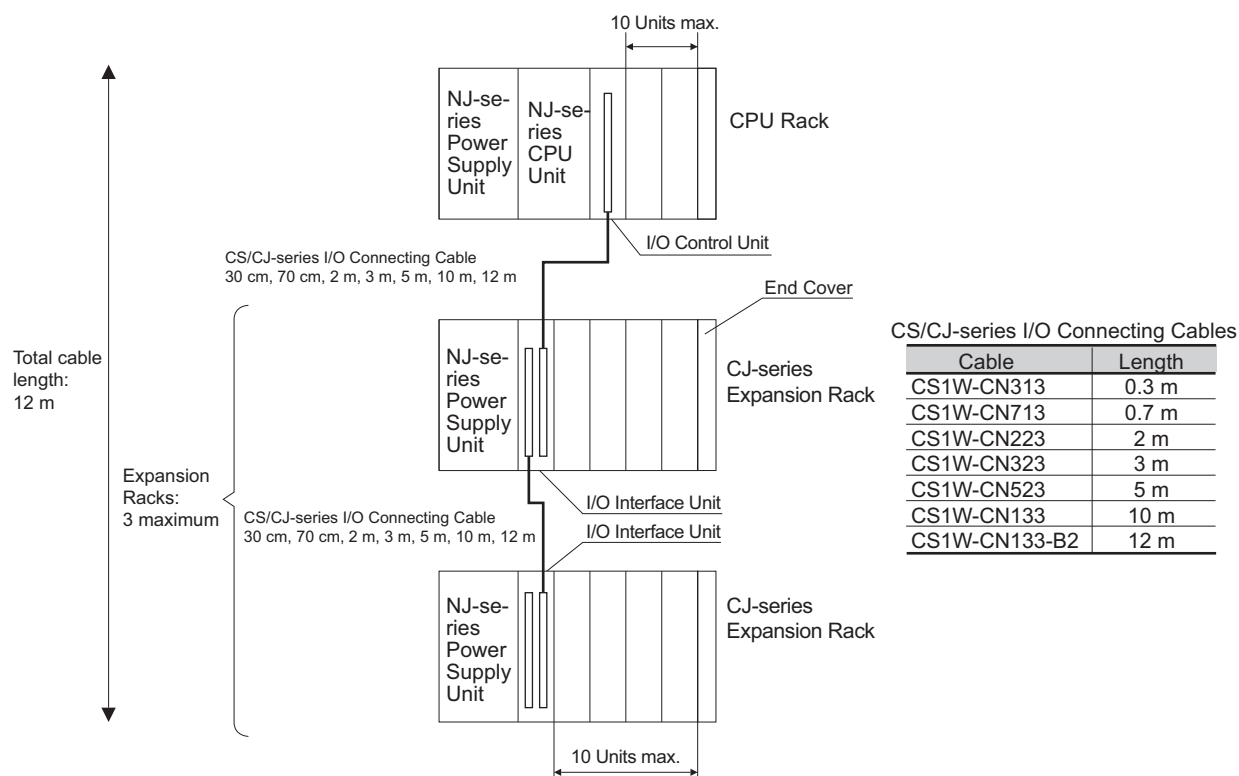 10 Units max.
NJ-se-
ries
Power
Supply
Unit
NJ-se-
ries
CPU
Unit
CPU Rack
I/O Control Unit
CS/CJ-series I/O Connecting Cable
30 cm, 70 cm, 2 m, 3 m, 5 m, 10 m, 12 m
End Cover
Total cable
length:
12 m
NJ-se-
ries
Power
Supply
Unit
CJ-series
Expansion Rack
Expansion
Racks:
3 maximum
I/O Interface Unit
CS/CJ-series I/O Connecting Cable
30 cm, 70 cm, 2 m, 3 m, 5 m, 10 m, 12 m
I/O Interface Unit
NJ-se-
ries
Power
Supply
Unit
CJ-series
Expansion Rack
10 Units max.
CS/CJ-series I/O Connecting Cables
Cable Length
CS1W-CN313 0.3 m
CS1W-CN713 0.7 m
CS1W-CN223 2 m
CS1W-CN323 3 m
CS1W-CN523 5 m
CS1W-CN133 10 m
CS1W-CN133-B2 12 m